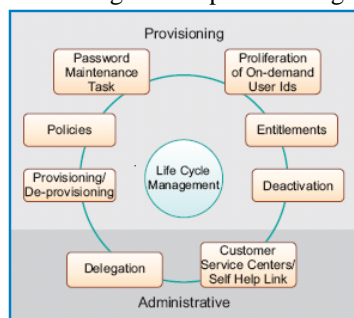 Provisioning
Password
Maintenance
Task
Proliferation
of On-demand
User Ids
Policies
Entitlements
Life Cycle
Management
Provisioning/
De-provisioning
Deactivation
Delegation
Customer
Service Centers/
Self Help Link
Administrative